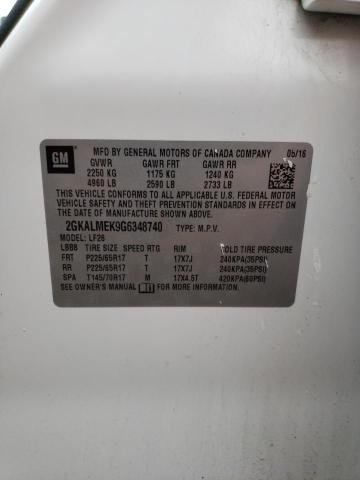 GM
MFD BY GENERAL MOTORS OF CANADA COMPANY 05/16
GVWR GAWR FRT GAWR RR
2250 KG 1175 KG 1240 KG
4960 LB 2590 LB 2733 LB
THIS VEHICLE CONFORMS TO ALL APPLICABLE U.S. FEDERAL MOTOR
VEHICLE SAFETY AND THEFT PREVENTION STANDARDS IN EFFECT
ON THE DATE OF MANUFACTURE SHOWN ABOVE.
2GKALMEK9G6348740 TYPE: M.P.V.
MODEL: LF26
LBBB TIRE SIZE SPEED RTG RIM COLD TIRE PRESSURE
FRT P225/65R17 T 17X7J 240KPA(35PSI)
RR P225/65R17 T 17X7J 240KPA(35PSI)
SPA T145/70R17 M 17X4.5T 420KPA(60PSI)
SEE OWNER'S MANUAL FOR ADDITIONAL INFORMATION.